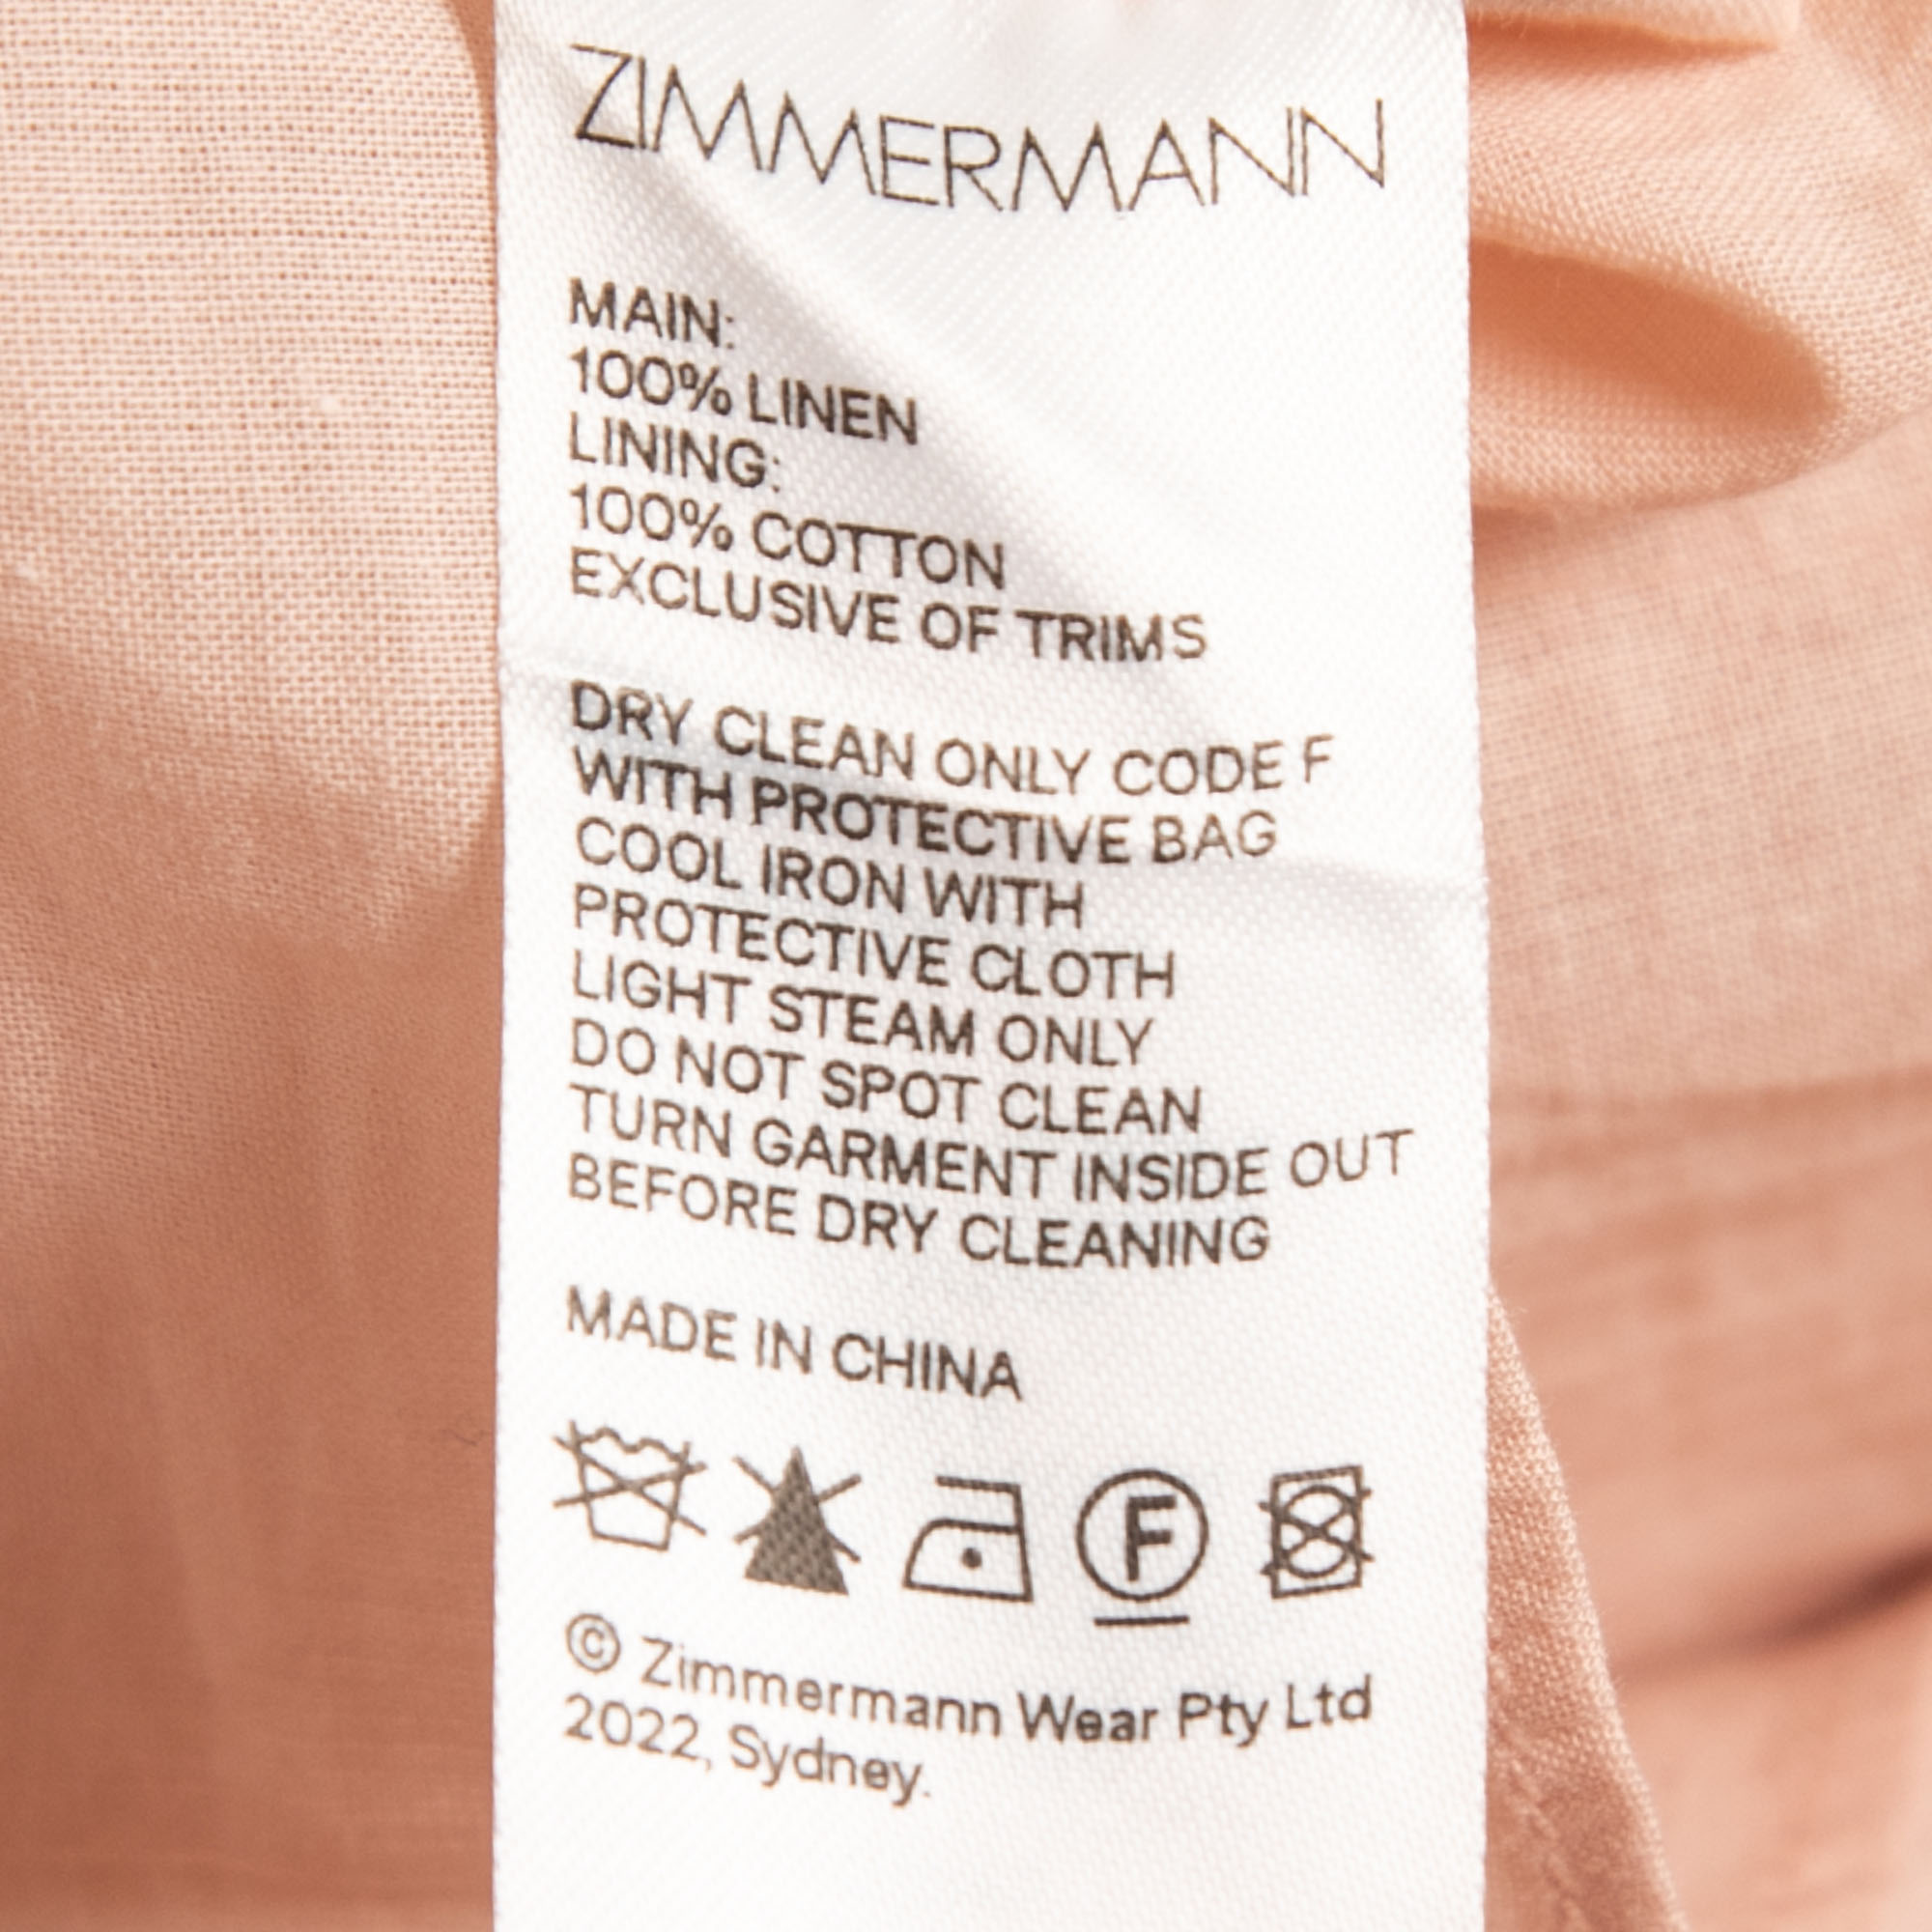 ZIMMERMANN
MAIN:
100% LINEN
LINING:
100% COTTON
EXCLUSIVE OF TRIMS
DRY CLEAN ONLY CODE F
WITH PROTECTIVE BAG
COOL IRON WITH
PROTECTIVE CLOTH
LIGHT STEAM ONLY
DO NOT SPOT CLEAN
TURN GARMENT INSIDE OUT
BEFORE DRY CLEANING
MADE IN CHINA
F
© Zimmermann Wear Pty Ltd
2022, Sydney.